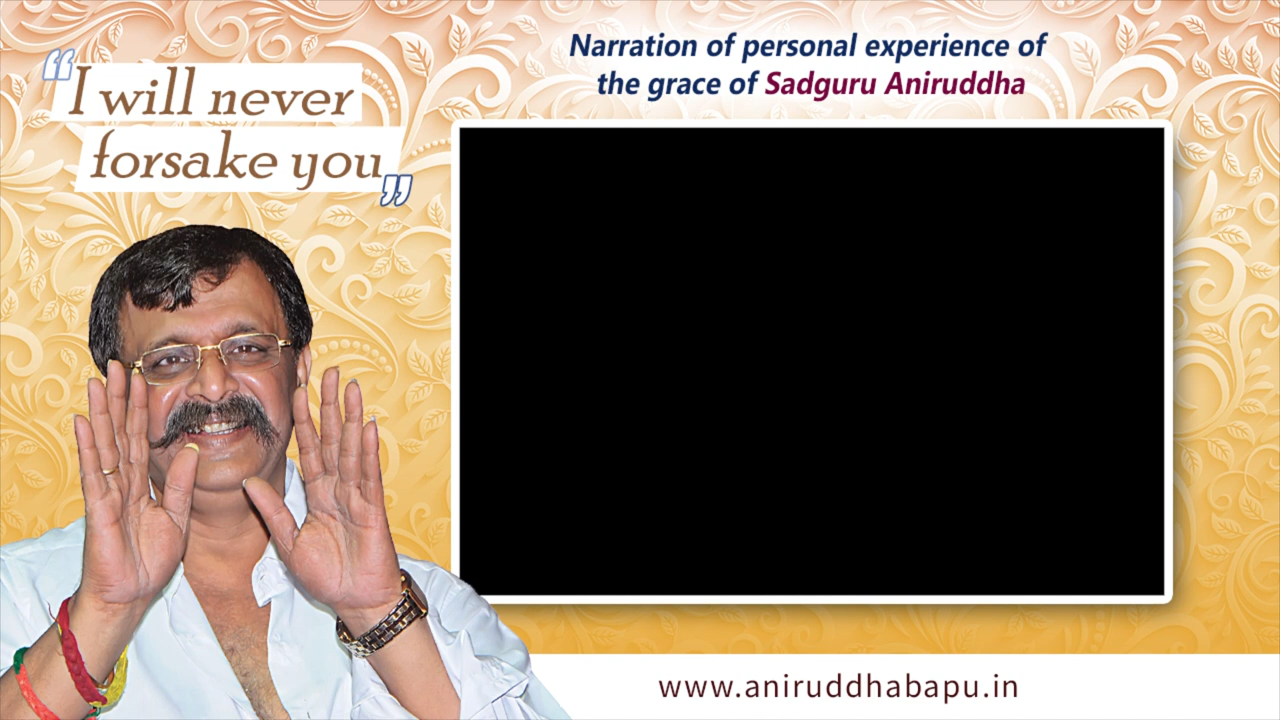 “I will never
forsake you”
Narration of personal experience of
the grace of Sadguru Aniruddha
www.aniruddhabapu.in